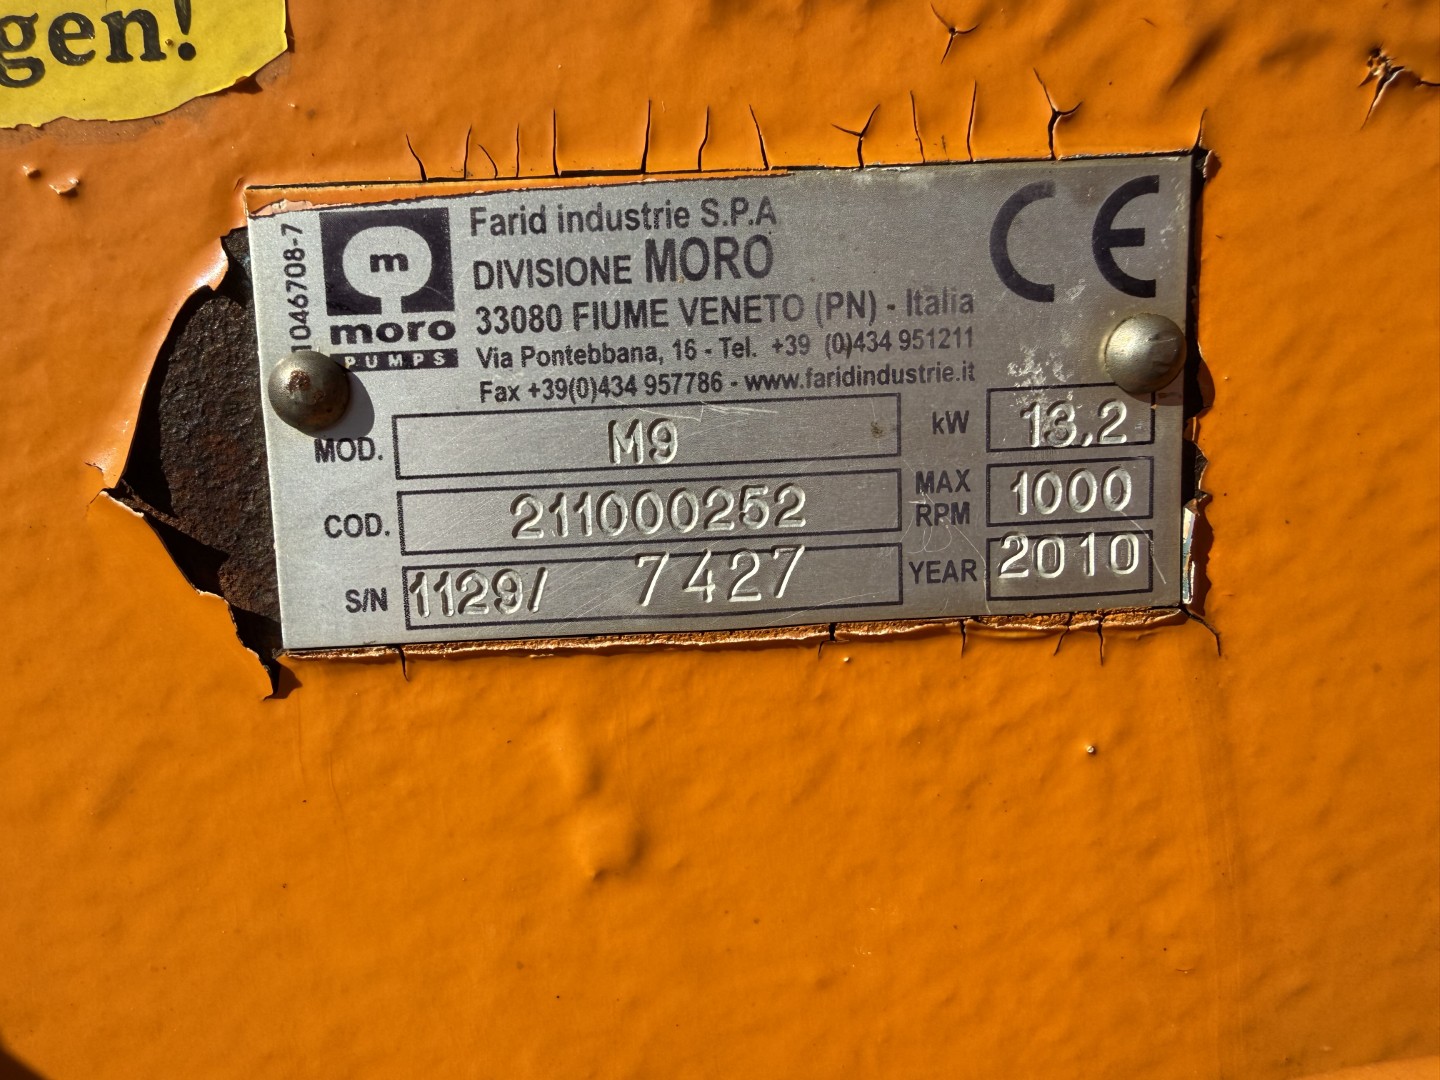 gen!
1046708-7
m
moro
PUMPS
Farid industrie S.P.A
DIVISIONE MORO
33080 FIUME VENETO (PN) - Italia
Via Pontebbana, 16 - Tel. +39 (0)434 951211
Fax +39(0)434 957786 - www.faridindustrie.it
CE
MOD. M9
kW 13,2
COD. 211000252
MAX RPM 1000
S/N 1129/ 7427
YEAR 2010